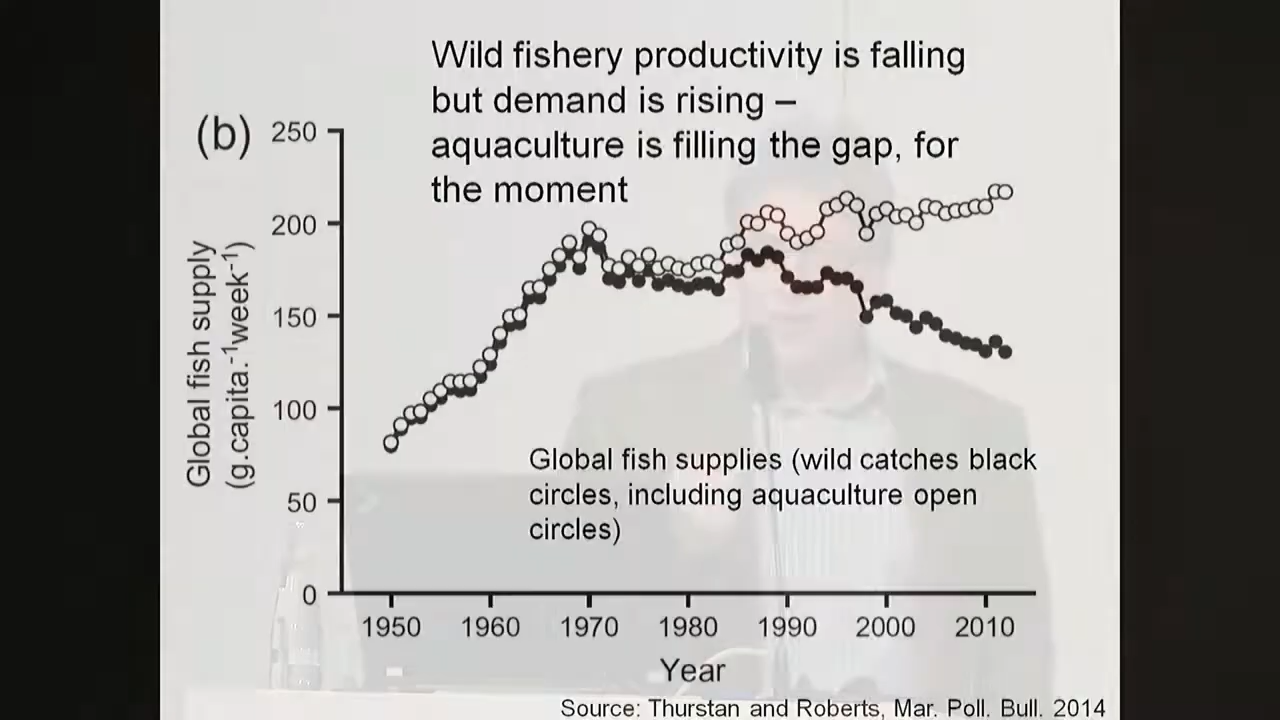 Wild fishery productivity is falling
but demand is rising –
aquaculture is filling the gap, for
the moment
(b)
250
200
150
100
50
0
Global fish supply
(g.capita.⁻¹week⁻¹)
Global fish supplies (wild catches black
circles, including aquaculture open
circles)
1950 1960 1970 1980 1990 2000 2010
Year
Source: Thurstan and Roberts, Mar. Poll. Bull. 2014